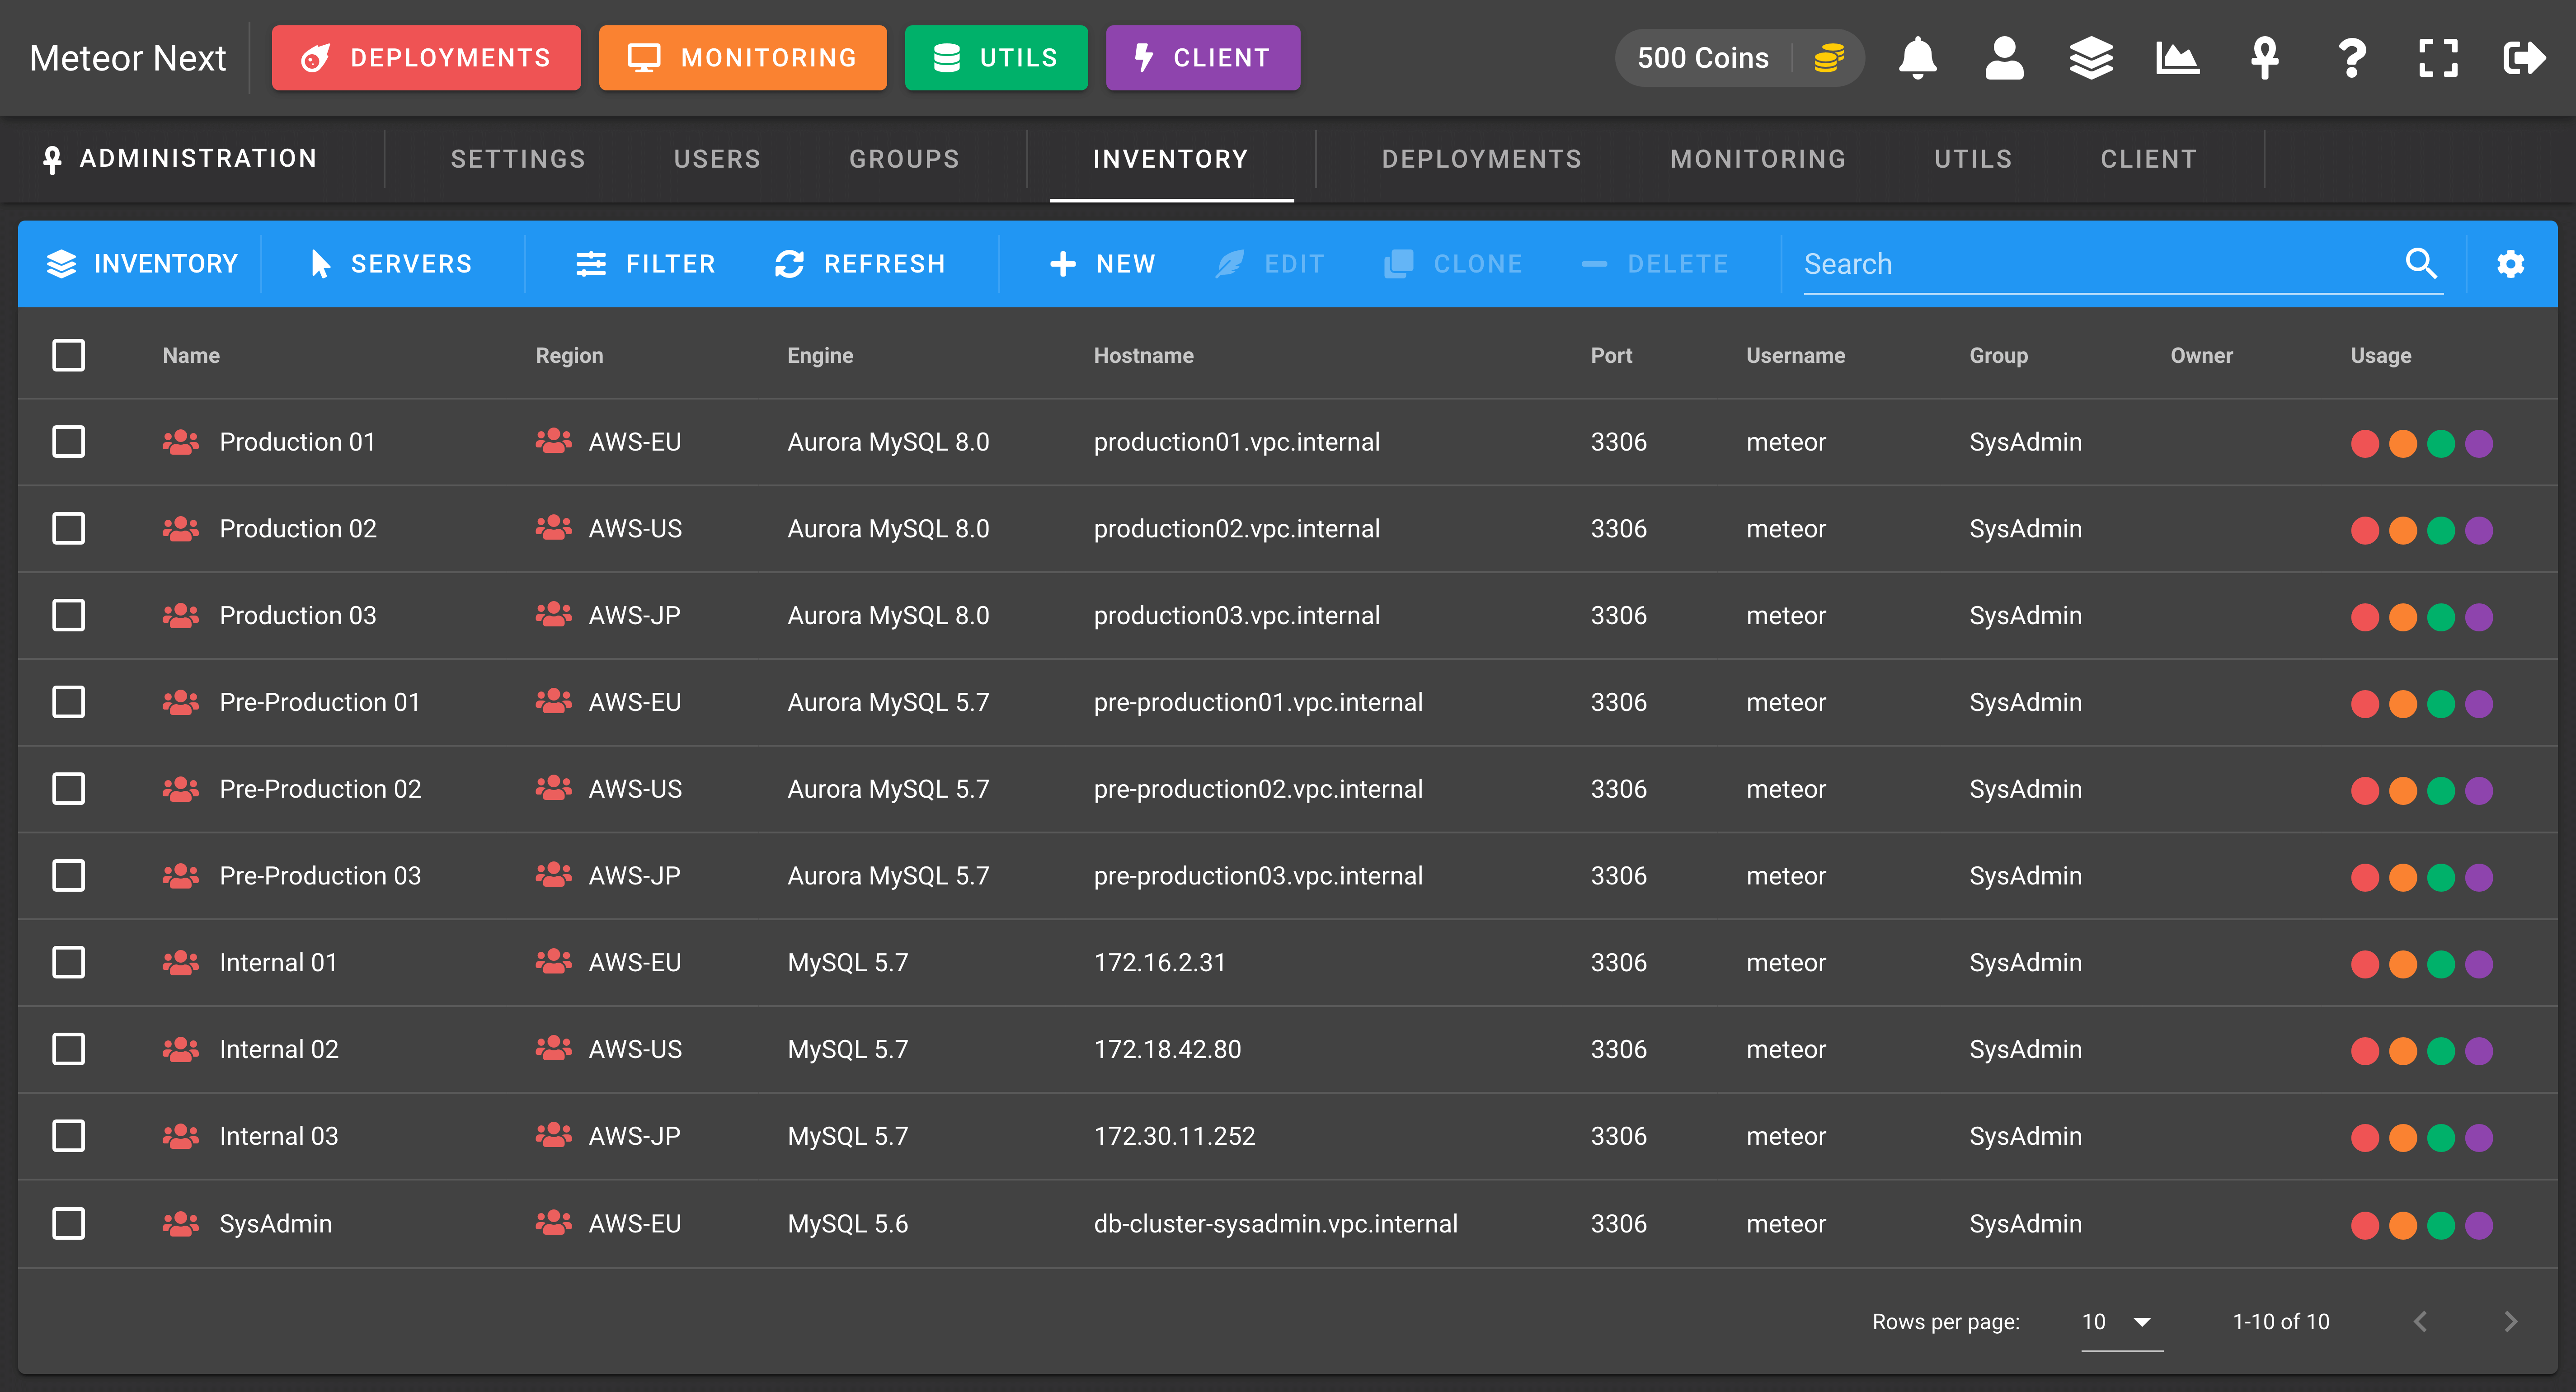 Meteor Next DEPLOYMENTS MONITORING UTILS CLIENT 500 Coins
ADMINISTRATION SETTINGS USERS GROUPS INVENTORY DEPLOYMENTS MONITORING UTILS CLIENT
INVENTORY SERVERS FILTER REFRESH NEW EDIT CLONE DELETE Search
Name Region Engine Hostname Port Username Group Owner Usage
Production 01 AWS-EU Aurora MySQL 8.0 production01.vpc.internal 3306 meteor SysAdmin
Production 02 AWS-US Aurora MySQL 8.0 production02.vpc.internal 3306 meteor SysAdmin
Production 03 AWS-JP Aurora MySQL 8.0 production03.vpc.internal 3306 meteor SysAdmin
Pre-Production 01 AWS-EU Aurora MySQL 5.7 pre-production01.vpc.internal 3306 meteor SysAdmin
Pre-Production 02 AWS-US Aurora MySQL 5.7 pre-production02.vpc.internal 3306 meteor SysAdmin
Pre-Production 03 AWS-JP Aurora MySQL 5.7 pre-production03.vpc.internal 3306 meteor SysAdmin
Internal 01 AWS-EU MySQL 5.7 172.16.2.31 3306 meteor SysAdmin
Internal 02 AWS-US MySQL 5.7 172.18.42.80 3306 meteor SysAdmin
Internal 03 AWS-JP MySQL 5.7 172.30.11.252 3306 meteor SysAdmin
SysAdmin AWS-EU MySQL 5.6 db-cluster-sysadmin.vpc.internal 3306 meteor SysAdmin
Rows per page: 10 1-10 of 10